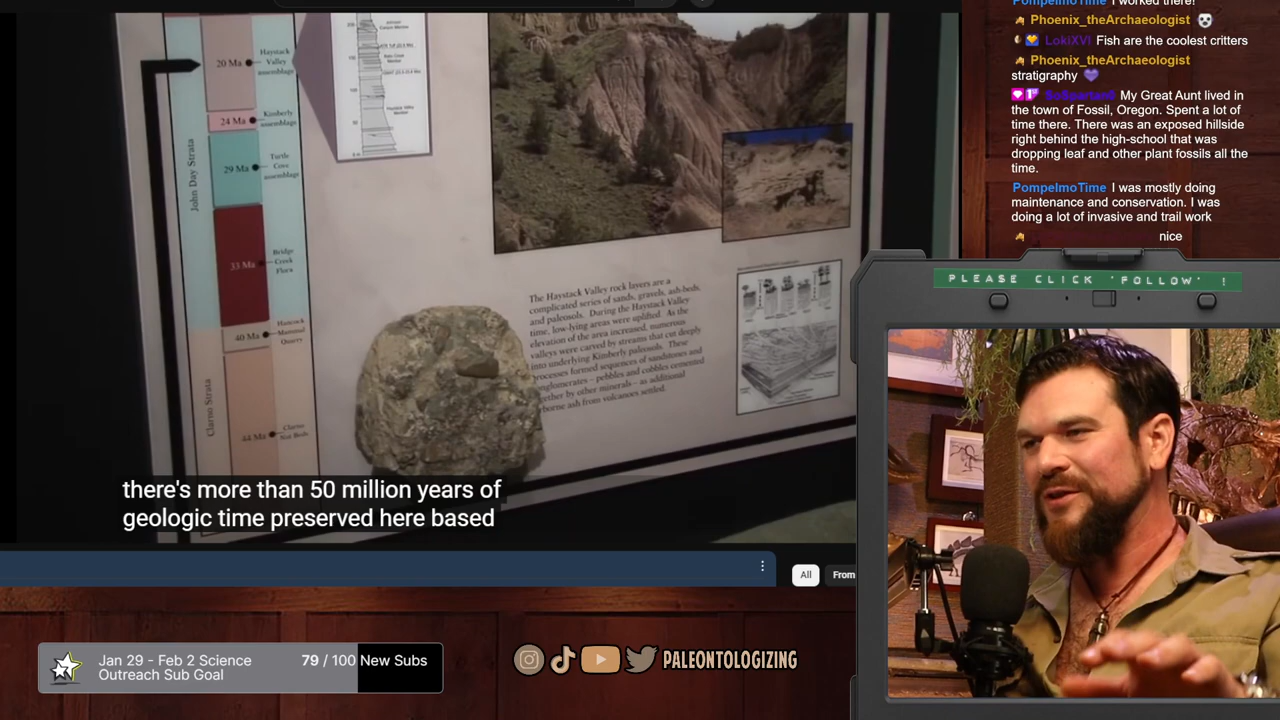 PompeimoTime I worked there!
Phoenix_theArchaeologist
LokiXVI Fish are the coolest critters
Phoenix_theArchaeologist
stratigraphy
My Great Aunt lived in
the town of Fossil, Oregon. Spent a lot of
time there. There was an exposed hillside
right behind the high-school that was
dropping leaf and other plant fossils all the
time.
PompeImoTime I was mostly doing
maintenance and conservation. I was
doing a lot of invasive and trail work
nice
PLEASE CLICK 'FOLLOW' !
20 Ma
Haystack
Valley
assemblage
24 Ma
Kimberly
assemblage
29 Ma
Turtle
Cove
assemblage
33 Ma
Bridge
Creek
Flora
40 Ma
Hancock
Mammal
Quarry
44 Ma
Clarno
Nut Beds
John Day Strata
Clarno Strata
The Haystack Valley rock layers are a
complicated series of sands, gravels, ash-beds,
and paleosols. During the Haystack Valley
time, low-lying areas were uplifted. As the
elevation of the area increased, numerous
valleys were carved by streams that cut deeply
into underlying Kimberly paleosols. These
processes formed sequences of sandstones and
conglomerates - pebbles and cobbles cemented
together by other minerals - as additional
airborne ash from volcanoes settled.
there's more than 50 million years of
geologic time preserved here based
All
From
Jan 29 - Feb 2 Science
Outreach Sub Goal
79 / 100 New Subs
PALEONTOLOGIZING